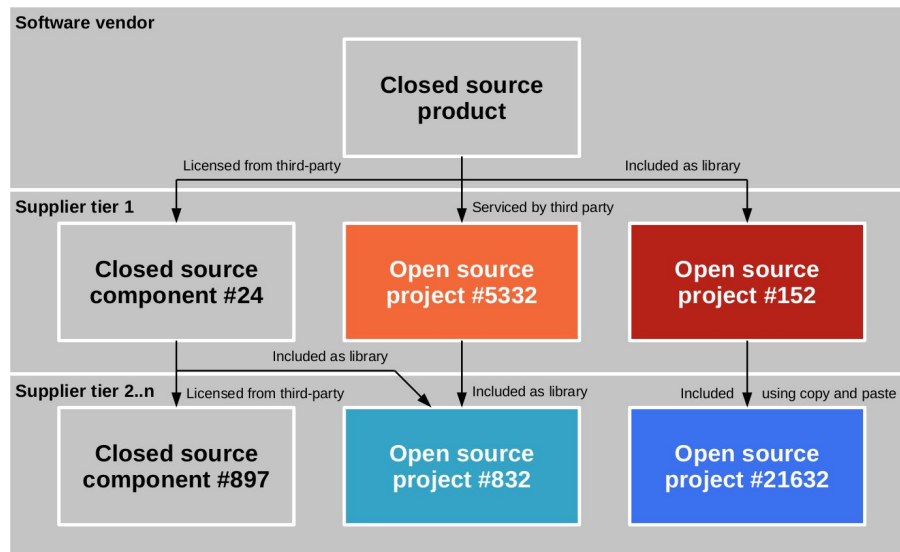 Software vendor
Closed source
product
Licensed from third-party
Included as library
Supplier tier 1
Serviced by third party
Closed source
component #24
Open source
project #5332
Open source
project #152
Included as library
Supplier tier 2..n
Licensed from third-party
Included as library
Included using copy and paste
Closed source
component #897
Open source
project #832
Open source
project #21632